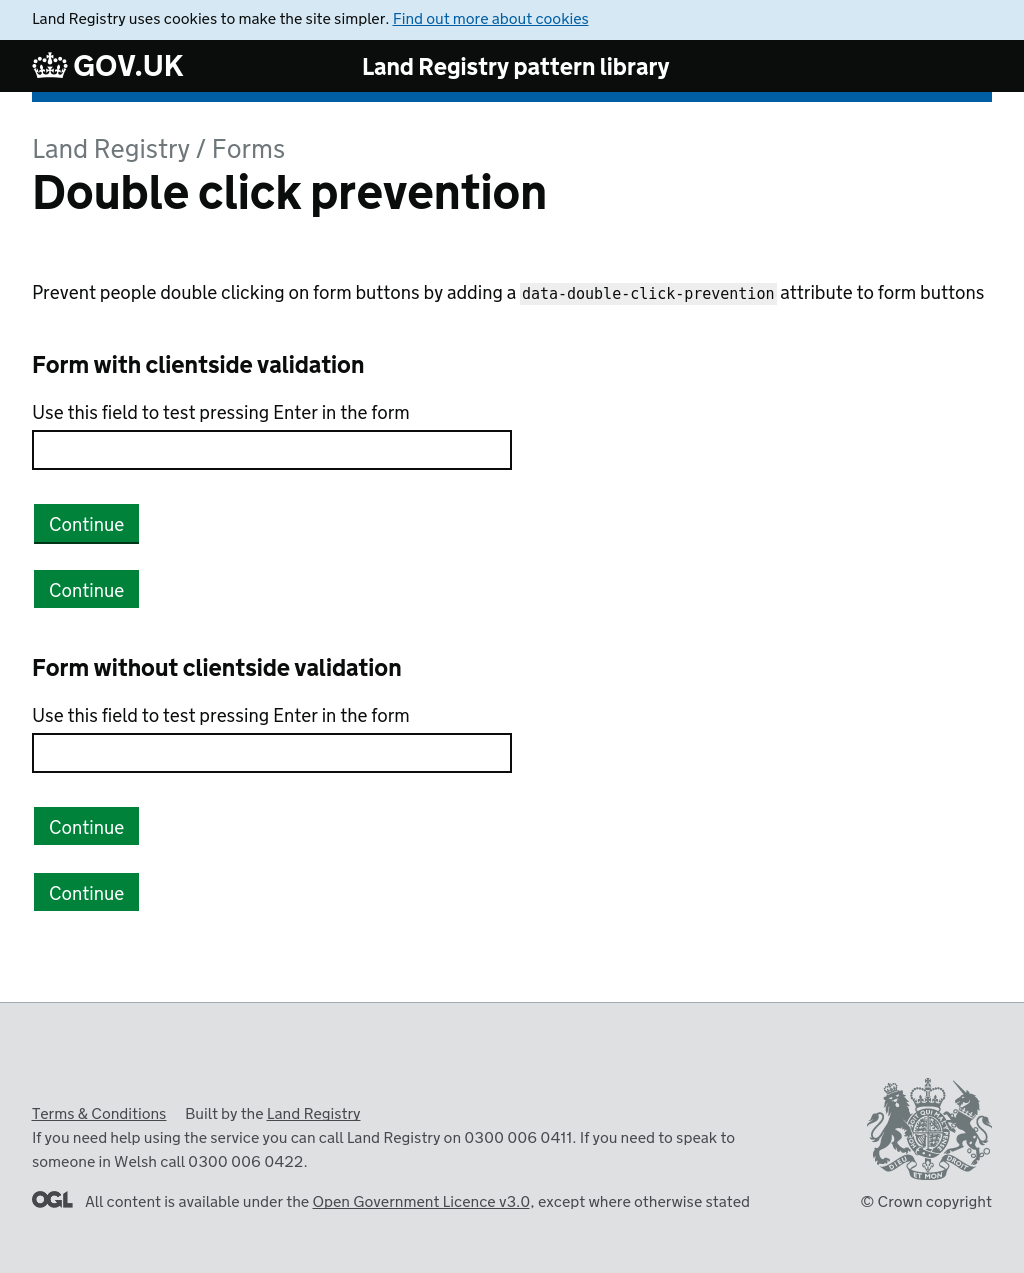 Land Registry uses cookies to make the site simpler. Find out more about cookies
GOV.UK
Land Registry pattern library
Land Registry / Forms
Double click prevention
Prevent people double clicking on form buttons by adding a data-double-click-prevention attribute to form buttons
Form with clientside validation
Use this field to test pressing Enter in the form
Continue
Continue
Form without clientside validation
Use this field to test pressing Enter in the form
Continue
Continue
Terms & Conditions Built by the Land Registry
If you need help using the service you can call Land Registry on 0300 006 0411. If you need to speak to
someone in Welsh call 0300 006 0422.
OGL All content is available under the Open Government Licence v3.0, except where otherwise stated
DIEU ET MON DROIT
© Crown copyright